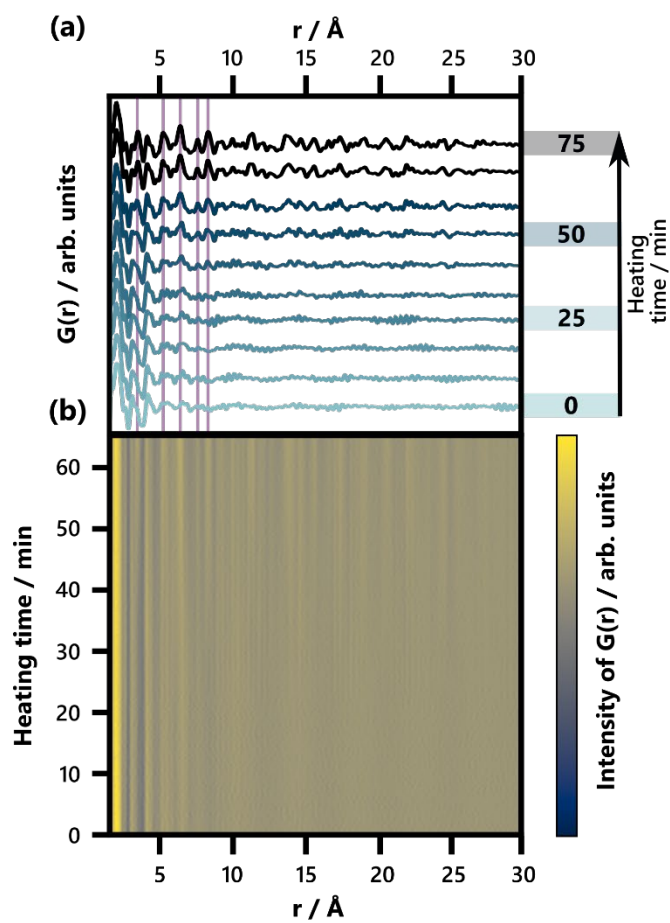 (a)
r / Å
5 10 15 20 25 30
G(r) / arb. units
75
50
25
0
Heating
time / min
(b)
Heating time / min
60
50
40
30
20
10
0
5 10 15 20 25 30
r / Å
Intensity of G(r) / arb. units